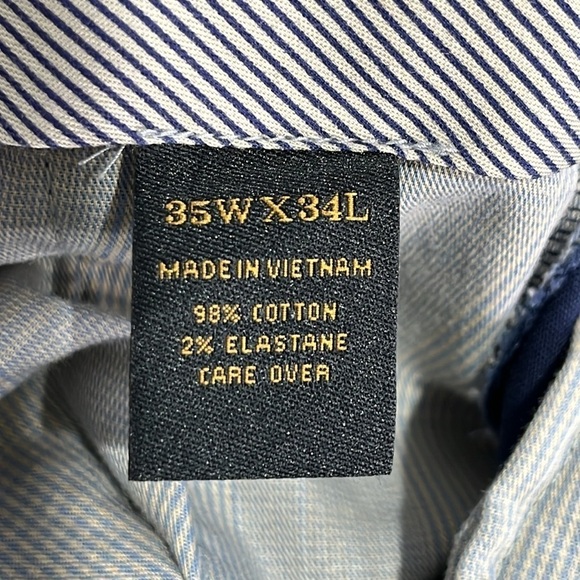 35W X 34L
MADE IN VIETNAM
98% COTTON
2% ELASTANE
CARE OVER